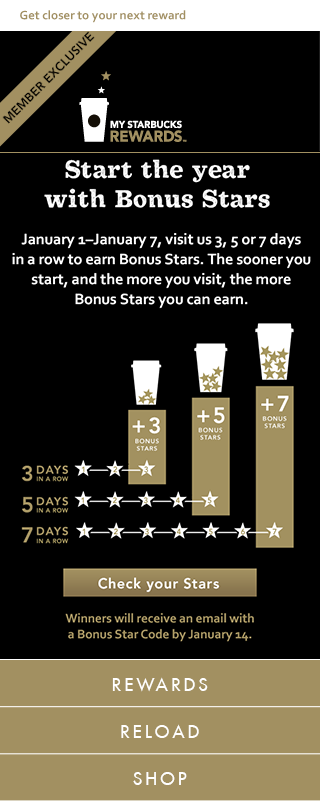 Get closer to your next reward
MEMBER EXCLUSIVE
MY STARBUCKS
REWARDS™
Start the year
with Bonus Stars
January 1–January 7, visit us 3, 5 or 7 days
in a row to earn Bonus Stars. The sooner you
start, and the more you visit, the more
Bonus Stars you can earn.
+3
BONUS
STARS
+5
BONUS
STARS
+7
BONUS
STARS
3 DAYS
IN A ROW
5 DAYS
IN A ROW
7 DAYS
IN A ROW
Check your Stars
Winners will receive an email with
a Bonus Star Code by January 14.
REWARDS
RELOAD
SHOP